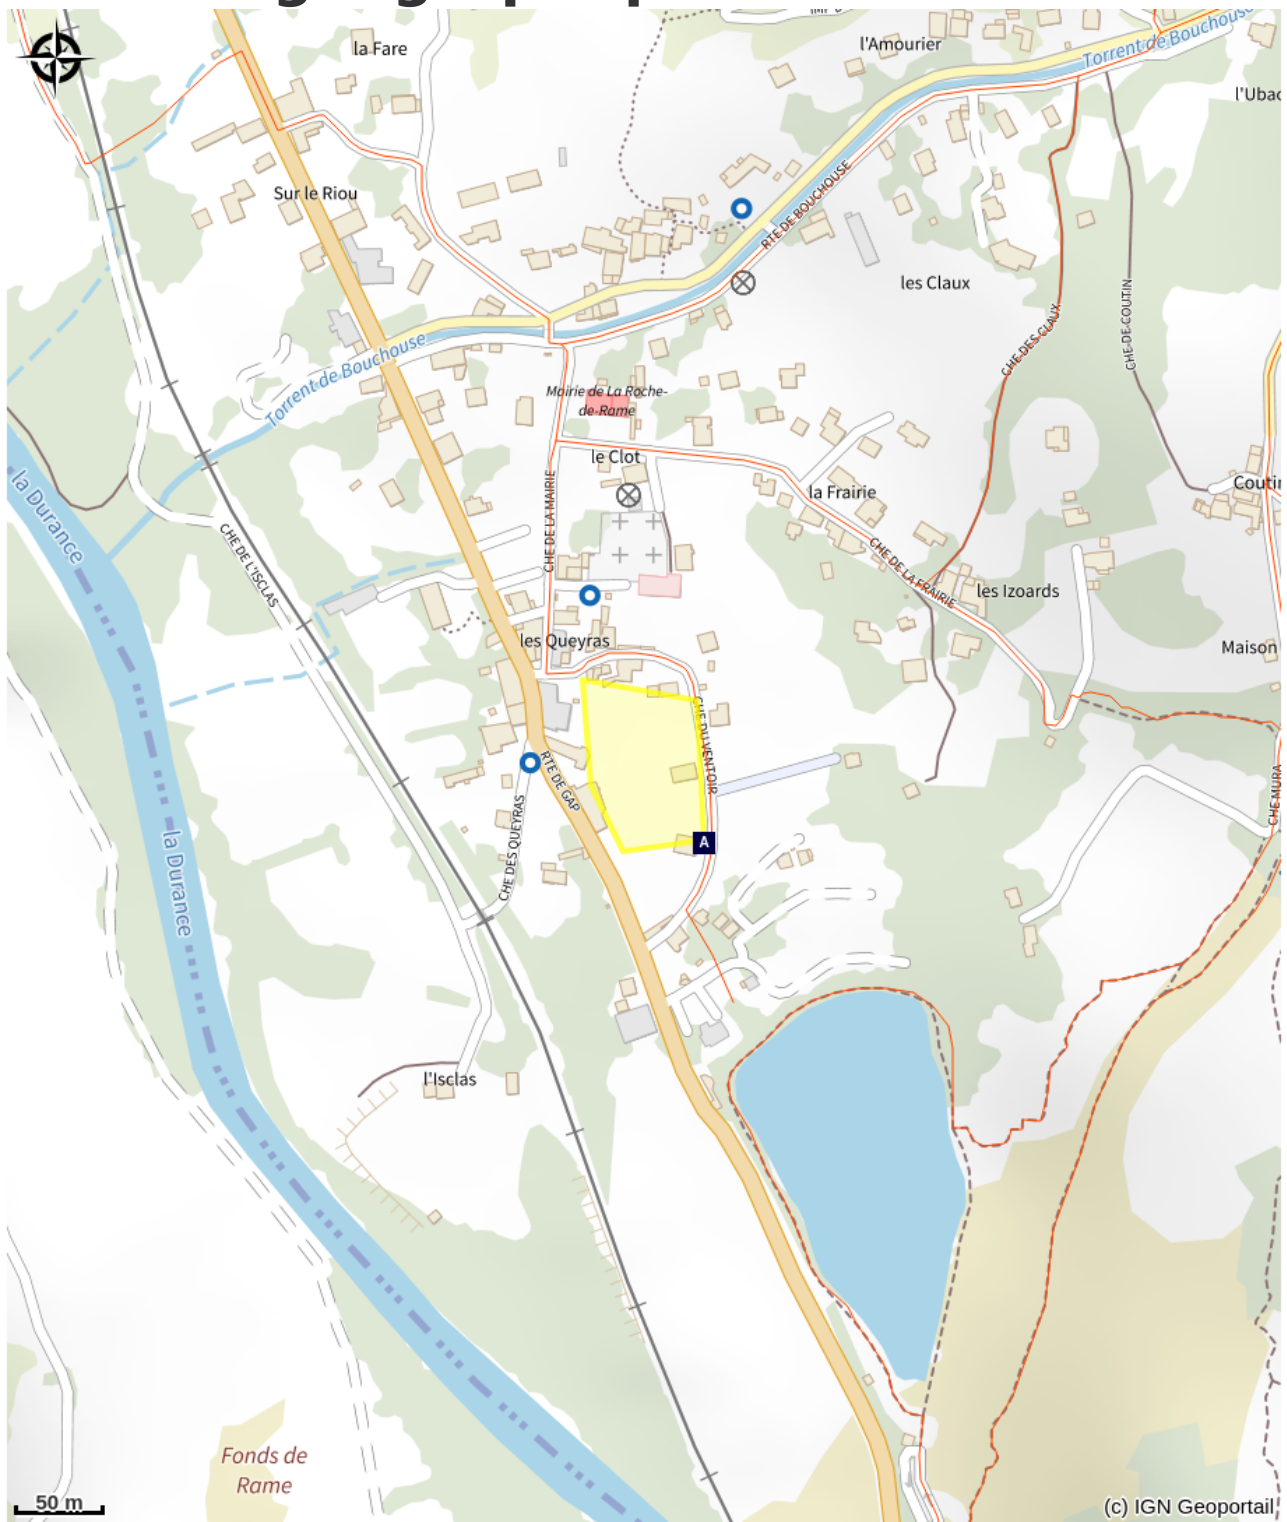 la Fare
l'Amourier
Torrent de Bouchouse
l'Ubac
Sur le Riou
RTE DE BOUCHOUSE
les Claux
CHE DE COUTIN
CHE DES CLAUX
Torrent de Bouchouse
Mairie de La Roche-
de-Rame
le Clot
la Frairie
Coutin
la Durance
CHE DE LA MAIRIE
CHE DE L'ISCLAS
CHE DE LA FRAIRIE
les Izoards
les Queyras
Maison
CHE DU VENTOIR
RTE DE GAP
CHE MURA
CHE DES QUEYRAS
A
la Durance
l'Isclas
Fonds de
Rame
50 m
(c) IGN Geoportail